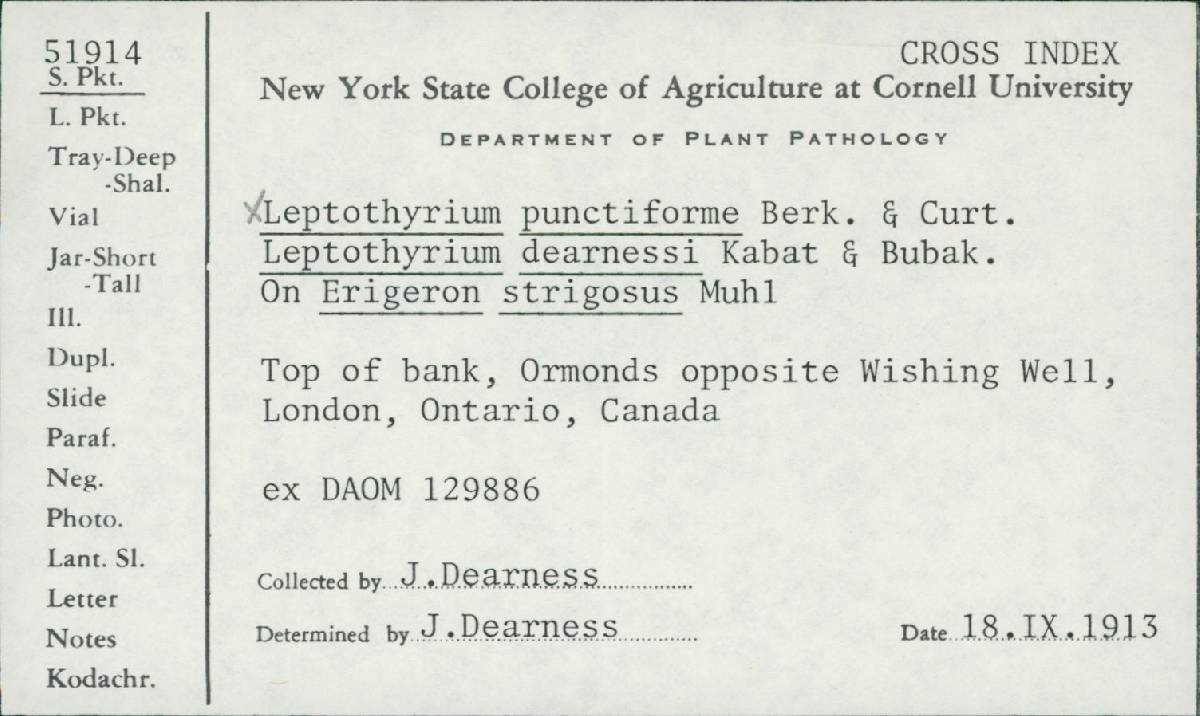 51914
S. Pkt.
L. Pkt.
Tray-Deep
-Shal.
Vial
Jar-Short
-Tall
Ill.
Dupl.
Slide
Paraf.
Neg.
Photo.
Lant. Sl.
Letter
Notes
Kodachr.
CROSS INDEX
New York State College of Agriculture at Cornell University
DEPARTMENT OF PLANT PATHOLOGY
X Leptothyrium punctiforme Berk. & Curt.
Leptothyrium dearnessi Kabat & Bubak.
On Erigeron strigosus Muhl
Top of bank, Ormonds opposite Wishing Well,
London, Ontario, Canada
ex DAOM 129886
Collected by J.Dearness
Determined by J.Dearness
Date 18.IX.1913